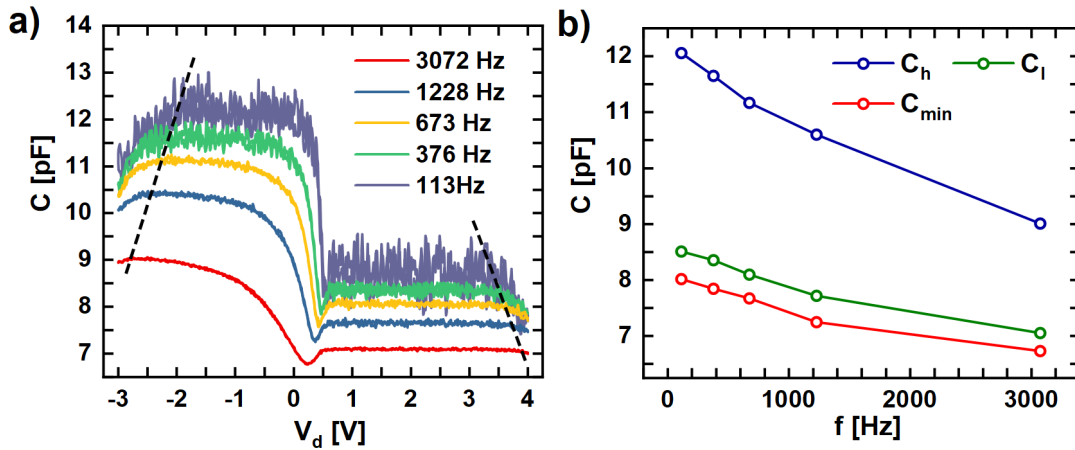 a)
C [pF]
14
13
12
11
10
9
8
7
3072 Hz
1228 Hz
673 Hz
376 Hz
113Hz
-3 -2 -1 0 1 2 3 4
V_d [V]
b)
C [pF]
12
11
10
9
8
7
C_h C_l
C_min
0 1000 2000 3000
f [Hz]